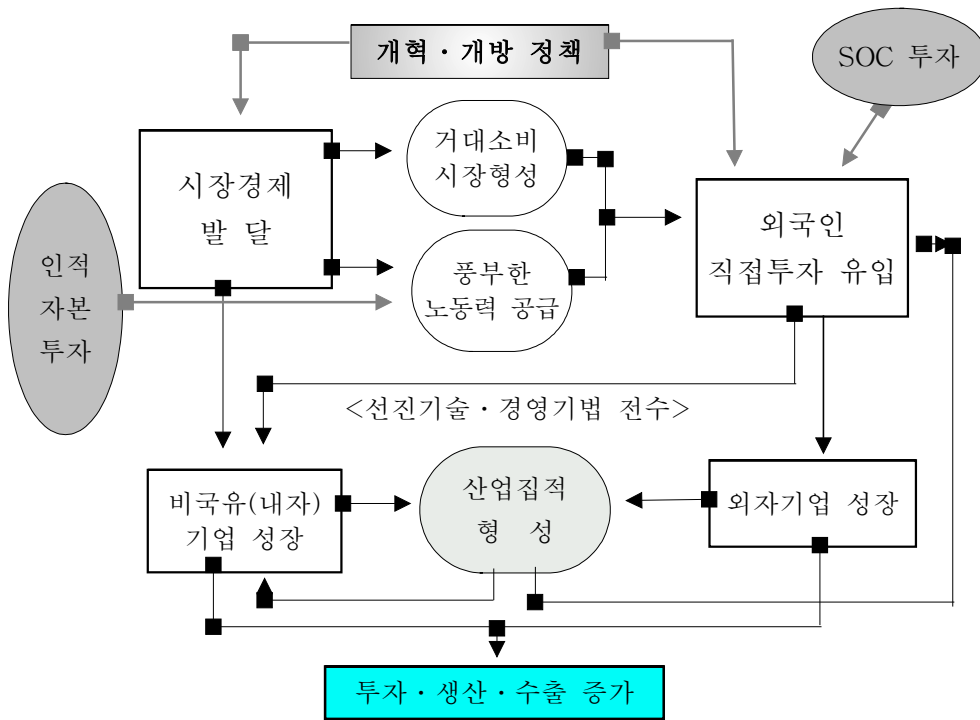 개혁·개방 정책
SOC 투자
거대소비
시장형성
시장경제
발 달
외국인
직접투자 유입
인적
자본
투자
풍부한
노동력 공급
<선진기술·경영기법 전수>
비국유(내자)
기업 성장
산업집적
형 성
외자기업 성장
투자·생산·수출 증가